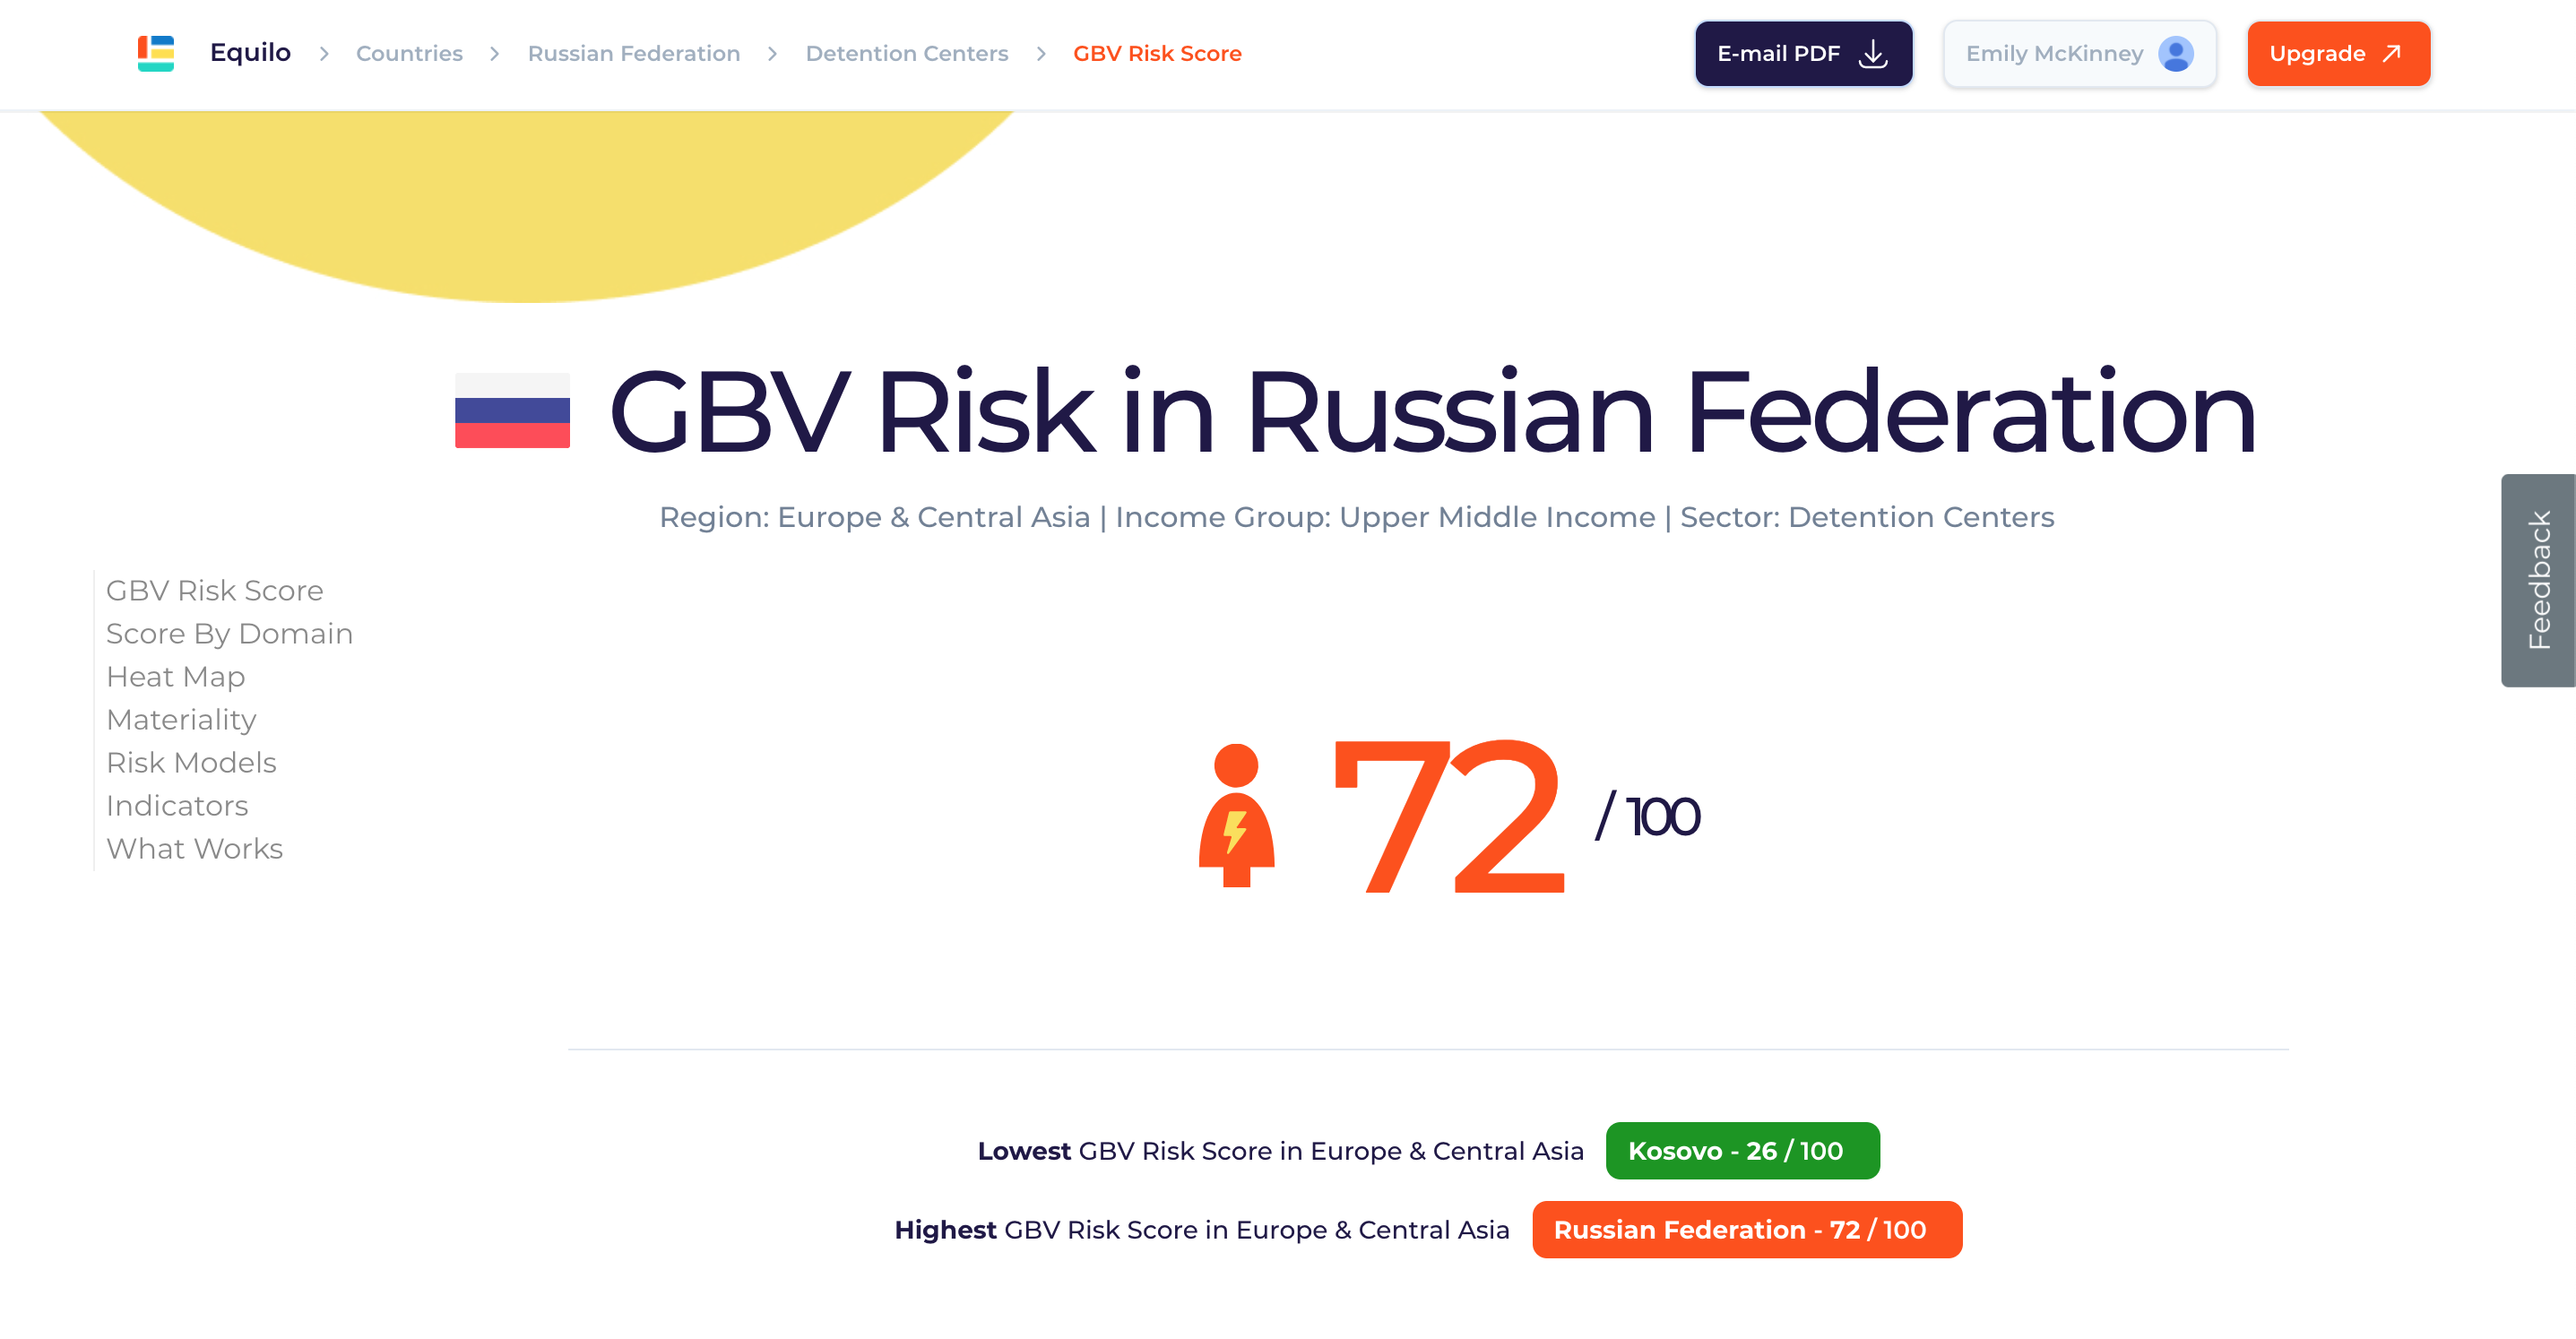 Equilo > Countries > Russian Federation > Detention Centers > GBV Risk Score
E-mail PDF
Emily McKinney
Upgrade
GBV Risk in Russian Federation
Region: Europe & Central Asia | Income Group: Upper Middle Income | Sector: Detention Centers
Feedback
GBV Risk Score
Score By Domain
Heat Map
Materiality
Risk Models
Indicators
What Works
72 / 100
Lowest GBV Risk Score in Europe & Central Asia Kosovo - 26 / 100
Highest GBV Risk Score in Europe & Central Asia Russian Federation - 72 / 100